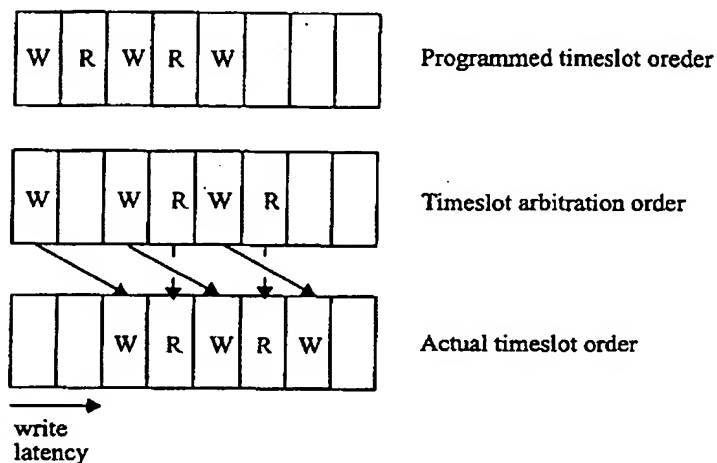 W R W R W Programmed timeslot oreder
W W R W R Timeslot arbitration order
W R W R W Actual timeslot order
write
latency